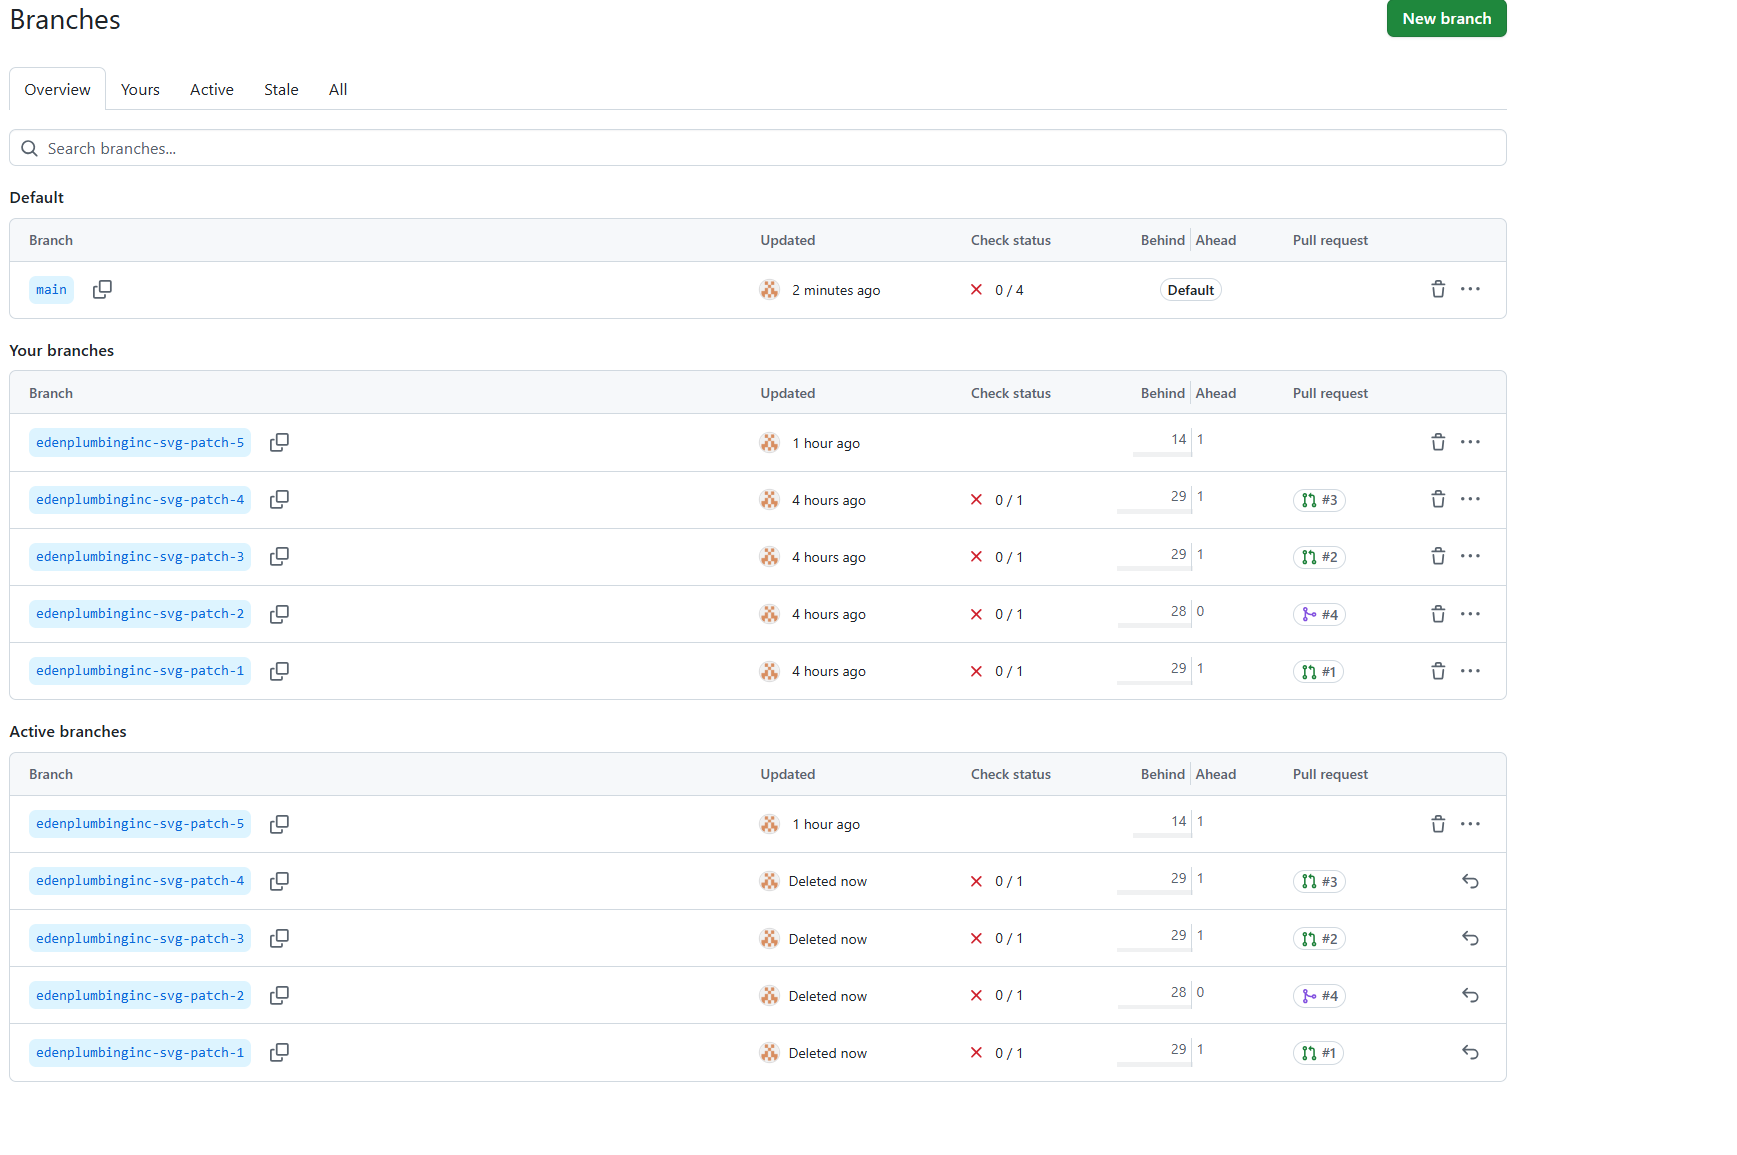 Branches
New branch
Overview Yours Active Stale All
Search branches...
Default
Branch Updated Check status Behind Ahead Pull request
main 2 minutes ago 0 / 4 Default
Your branches
Branch Updated Check status Behind Ahead Pull request
edenplumbinginc-svg-patch-5 1 hour ago 14 1
edenplumbinginc-svg-patch-4 4 hours ago 0 / 1 29 1 #3
edenplumbinginc-svg-patch-3 4 hours ago 0 / 1 29 1 #2
edenplumbinginc-svg-patch-2 4 hours ago 0 / 1 28 0 #4
edenplumbinginc-svg-patch-1 4 hours ago 0 / 1 29 1 #1
Active branches
Branch Updated Check status Behind Ahead Pull request
edenplumbinginc-svg-patch-5 1 hour ago 14 1
edenplumbinginc-svg-patch-4 Deleted now 0 / 1 29 1 #3
edenplumbinginc-svg-patch-3 Deleted now 0 / 1 29 1 #2
edenplumbinginc-svg-patch-2 Deleted now 0 / 1 28 0 #4
edenplumbinginc-svg-patch-1 Deleted now 0 / 1 29 1 #1